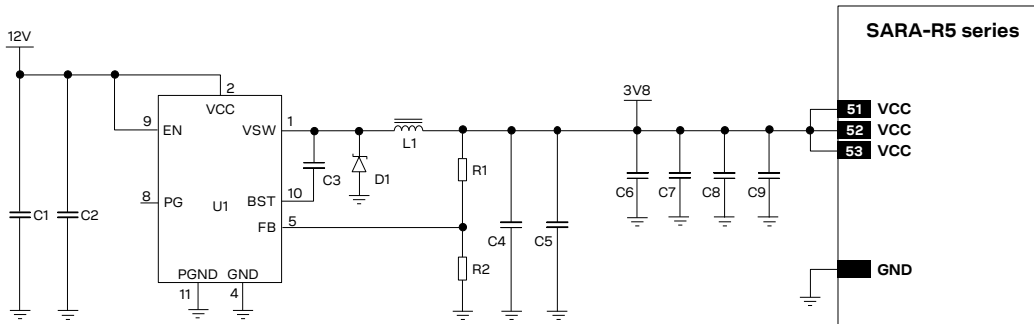 SARA-R5 series
12V
2
VCC
3V8
51 VCC
9 EN
VSW 1
52 VCC
L1
53 VCC
R1
C3
D1
C6
C7
C8
C9
BST 10
8 PG
U1
C1
C2
FB 5
C4
C5
R2
GND
PGND
GND
11
4